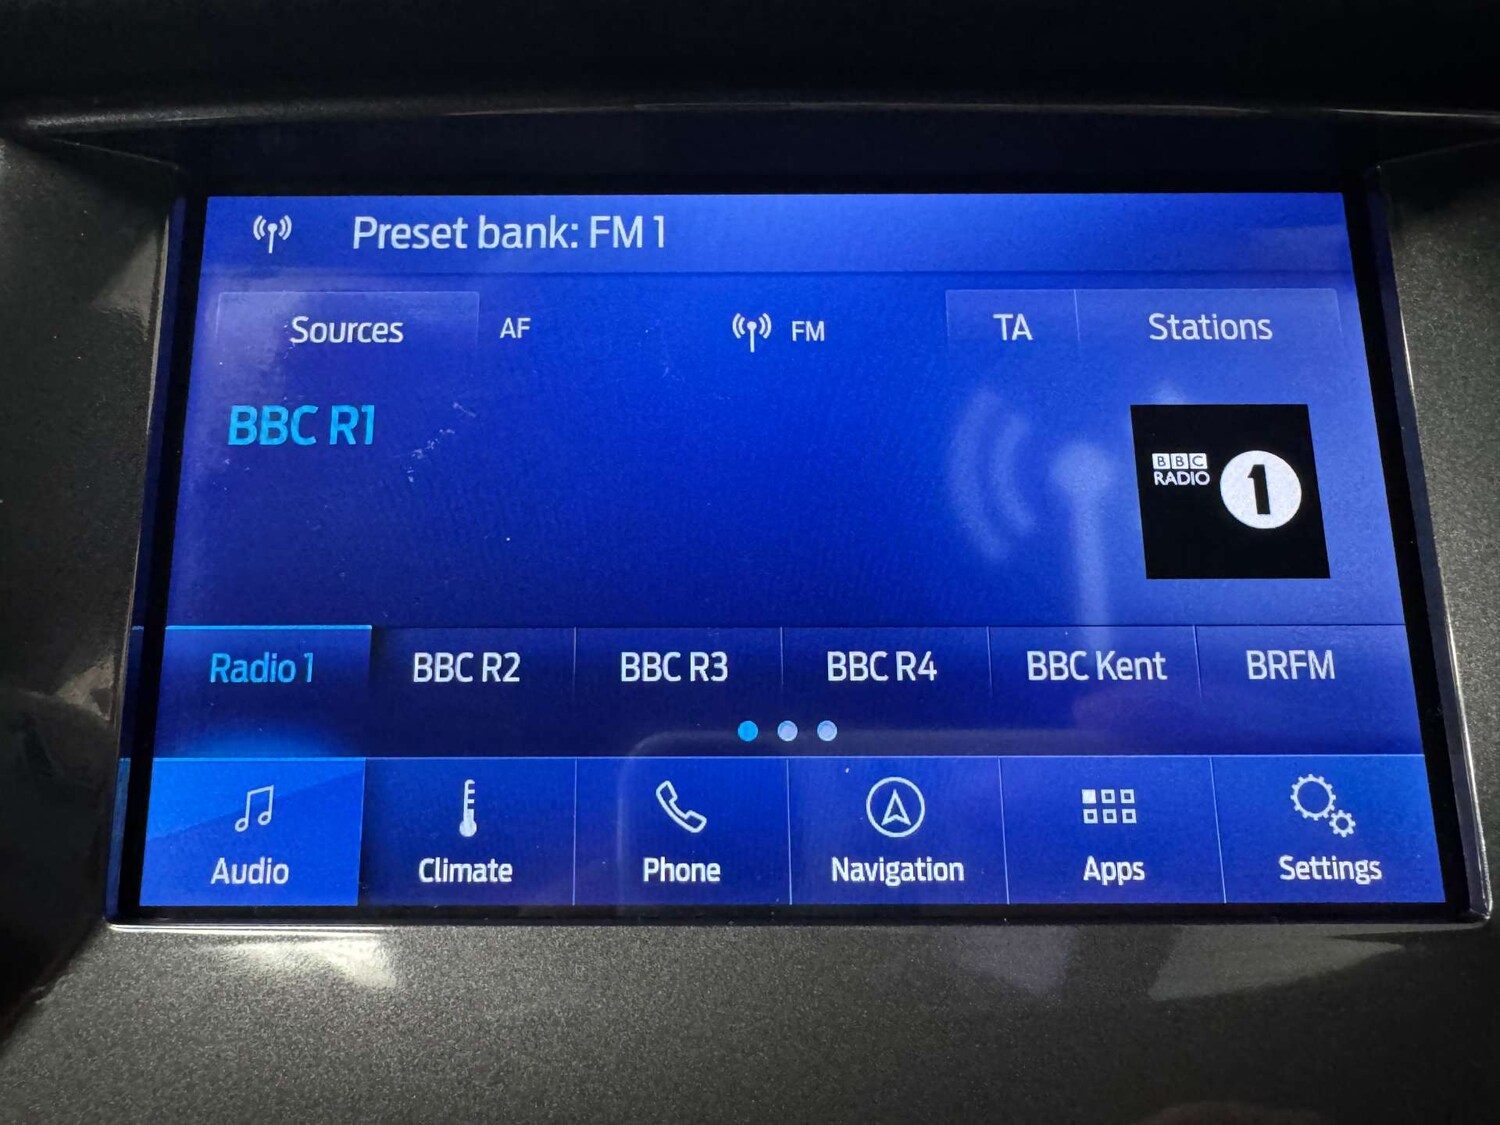 Preset bank: FM 1
Sources AF FM TA Stations
BBC R1
BBC
RADIO 1
Radio 1 BBC R2 BBC R3 BBC R4 BBC Kent BRFM
Audio Climate Phone Navigation Apps Settings